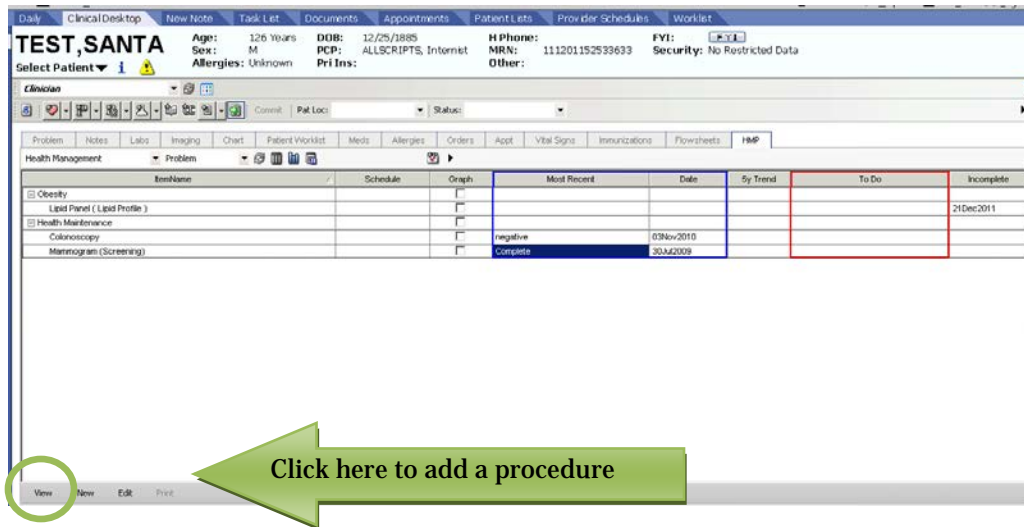 Daily Clinical Desktop New Note Task List Documents Appointments Patient Lists Provider Schedules Worklist
TEST,SANTA Age: 126 Years DOB: 12/25/1885 H Phone: FYI: FYI
Sex: M PCP: ALLSCRIPTS, Internist MRN: 111201152533633 Security: No Restricted Data
Select Patient i Allergies: Unknown Pri Ins: Other:
Clinician
Commit Pat Loc: Status:
Problem Notes Labs Imaging Chart Patient Worklist Meds Allergies Orders Appt Vital Signs Immunizations Flowsheets HMP
Health Management Problem
ItemName Schedule Graph Most Recent Date 5y Trend To Do Incomplete
Obesity
Lipid Panel ( Lipid Profile ) 21Dec2011
Health Maintenance
Colonoscopy negative 03Nov2010
Mammogram (Screening) Complete 30Jul2009
Click here to add a procedure
View New Edit Print